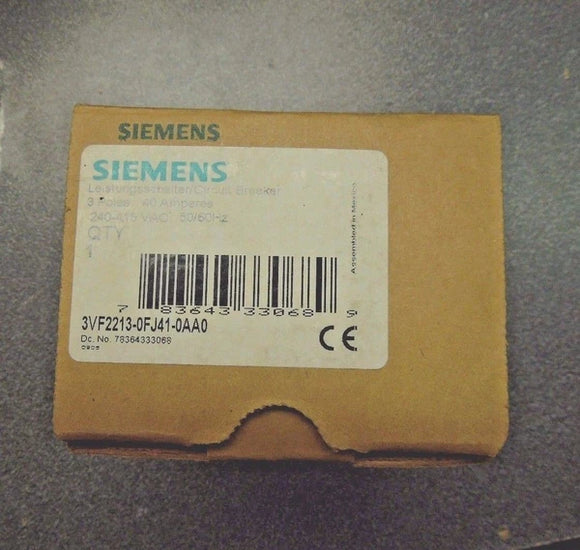 SIEMENS
SIEMENS
Leistungsschalter/Circuit Breaker
3 Poles 40 Amperes
240-415 VAC 50/60Hz
QTY
1
Assembled in Mexico
7 83643 33068 9
3VF2213-0FJ41-0AA0
Dc. No. 78364333068
CE